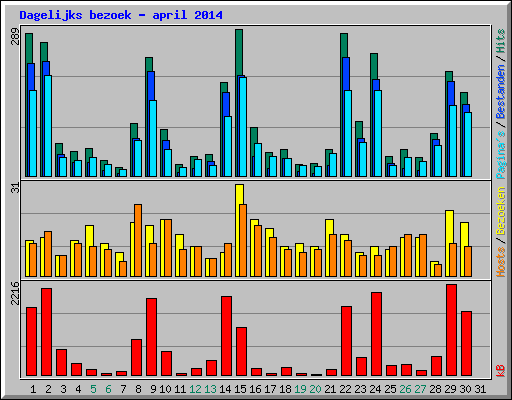 Dagelijks bezoek - april 2014
289
31
2216
Pagina's / Bestanden / Hits
Hosts / Bezoeken
kB
1 2 3 4 5 6 7 8 9 10 11 12 13 14 15 16 17 18 19 20 21 22 23 24 25 26 27 28 29 30 31